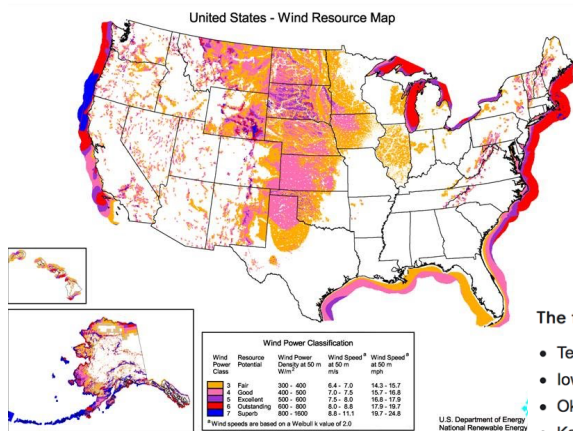 United States - Wind Resource Map
Wind Power Classification
Wind Power Class Resource Potential Wind Power Density at 50 m W/m² Wind Speed a at 50 m m/s Wind Speed a at 50 m mph
3 Fair 300 - 400 6.4 - 7.0 14.3 - 15.7
4 Good 400 - 500 7.0 - 7.5 15.7 - 16.8
5 Excellent 500 - 600 7.5 - 8.0 16.8 - 17.9
6 Outstanding 600 - 800 8.0 - 8.8 17.9 - 19.7
7 Superb 800 - 1600 8.8 - 11.1 19.7 - 24.8
a Wind speeds are based on a Weibull k value of 2.0
U.S. Department of Energy
National Renewable Energy
The
• Te
• Iow
• Ok